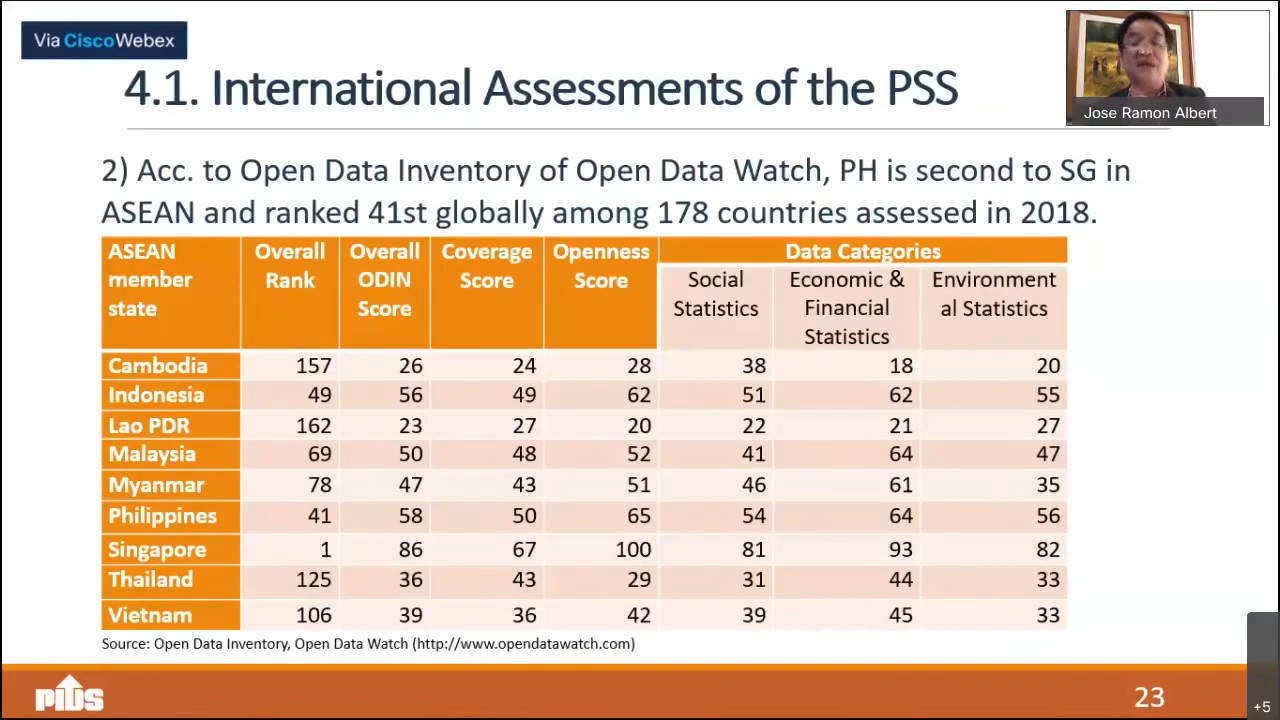 Via CiscoWebex
4.1. International Assessments of the PSS
Jose Ramon Albert
2) Acc. to Open Data Inventory of Open Data Watch, PH is second to SG in
ASEAN and ranked 41st globally among 178 countries assessed in 2018.
ASEAN member state Overall Rank Overall ODIN Score Coverage Score Openness Score Data Categories
Social Statistics Economic & Financial Statistics Environment al Statistics
Cambodia 157 26 24 28 38 18 20
Indonesia 49 56 49 62 51 62 55
Lao PDR 162 23 27 20 22 21 27
Malaysia 69 50 48 52 41 64 47
Myanmar 78 47 43 51 46 61 35
Philippines 41 58 50 65 54 64 56
Singapore 1 86 67 100 81 93 82
Thailand 125 36 43 29 31 44 33
Vietnam 106 39 36 42 39 45 33
Source: Open Data Inventory, Open Data Watch (http://www.opendatawatch.com)
PIDS
23
+5